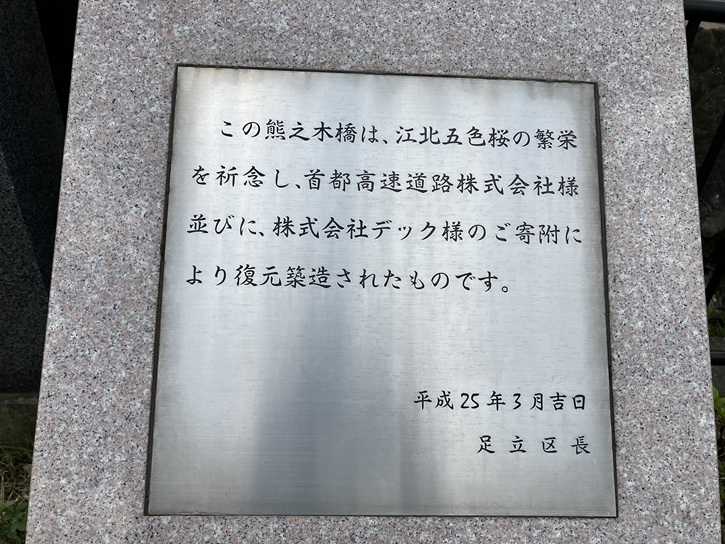 この熊之木橋は、江北五色桜の繁栄
を祈念し、首都高速道路株式会社様
並びに、株式会社デック様のご寄附に
より復元築造されたものです。
平成25年3月吉日
足立区長